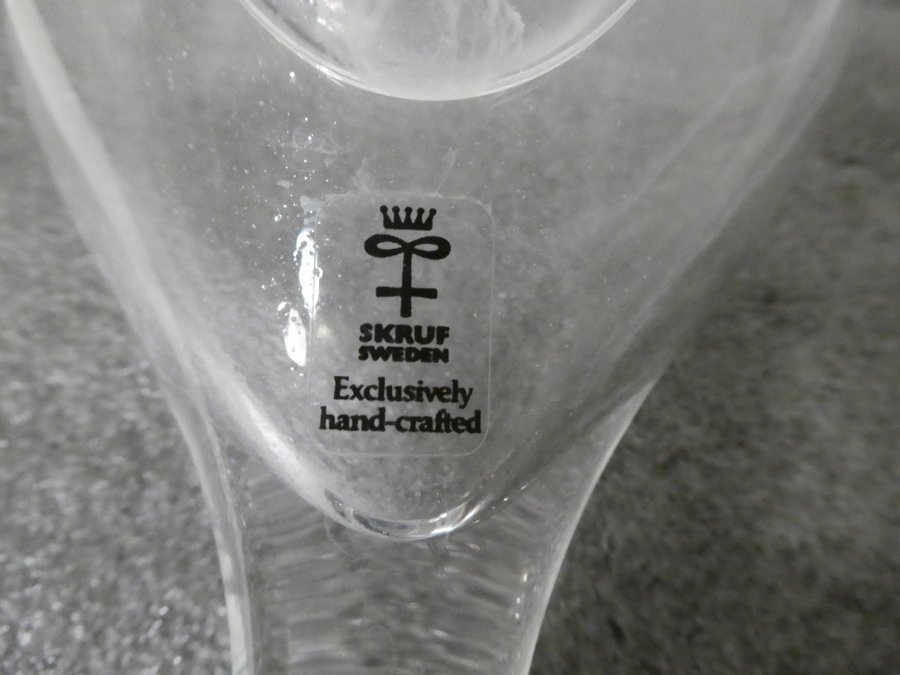 SKRUF
SWEDEN
Exclusively
hand-crafted